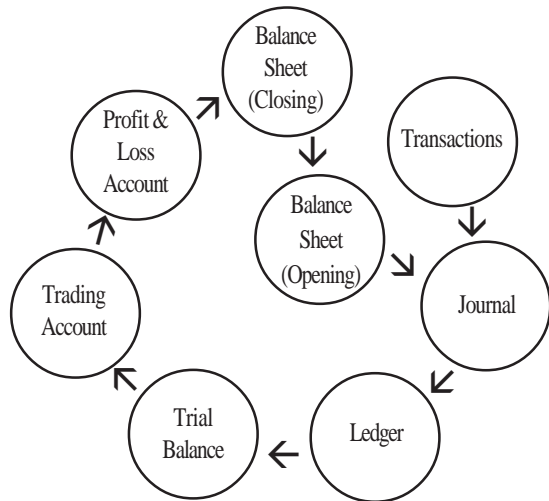 Balance
Sheet
(Closing)
Profit &
Loss
Account
Transactions
Balance
Sheet
(Opening)
Trading
Account
Journal
Trial
Balance
Ledger